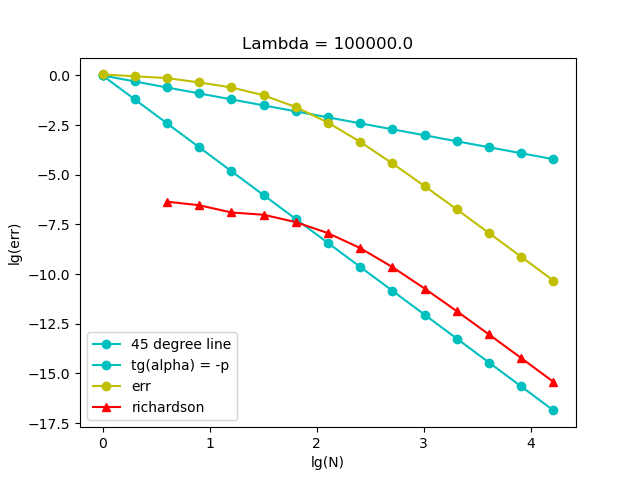 Lambda = 100000.0
lg(err)
0.0
−2.5
−5.0
−7.5
−10.0
−12.5
−15.0
−17.5
45 degree line
tg(alpha) = -p
err
richardson
0 1 2 3 4
lg(N)